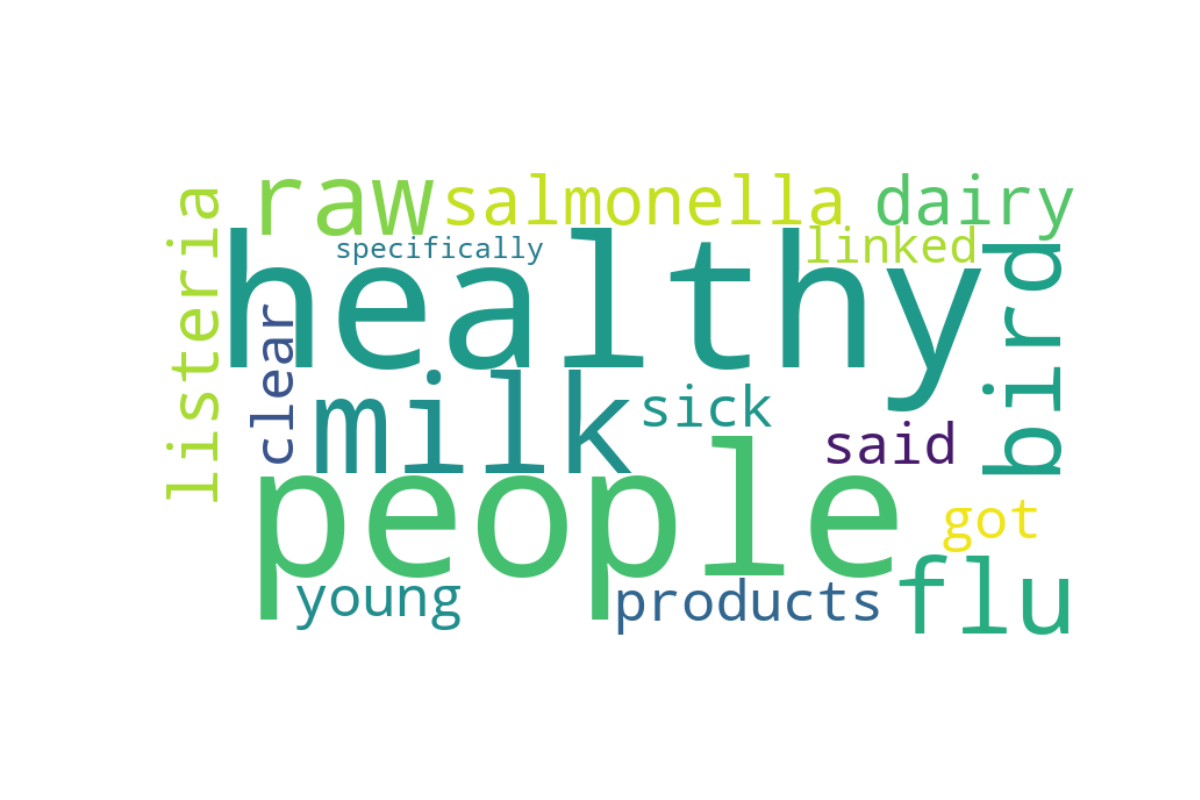 raw
salmonella
dairy
listeria
specifically
linked
healthy
bird
clear
milk
sick
said
people
got
young
products
flu